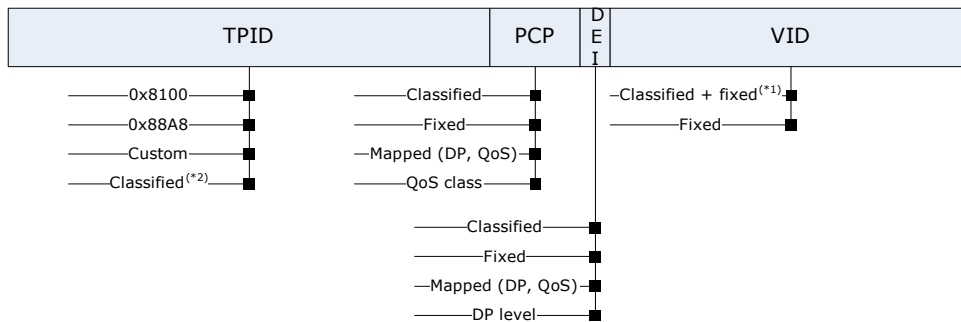 TPID PCP DEI VID
0x8100 Classified Classified + fixed(*1)
0x88A8 Fixed Fixed
Custom Mapped (DP, QoS)
Classified(*2) QoS class
Classified
Fixed
Mapped (DP, QoS)
DP level